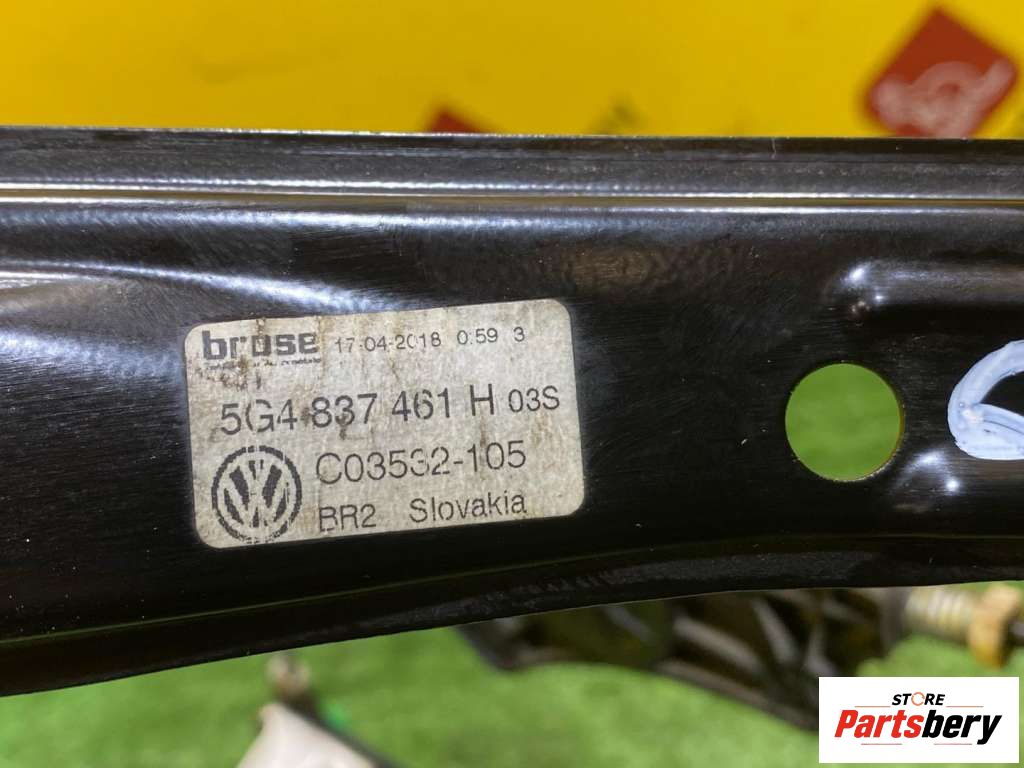 brose 17-04-2018 0:59 3
5G4 837 461 H 03S
C03532-105
BR2 Slovakia
STORE
Partsbery